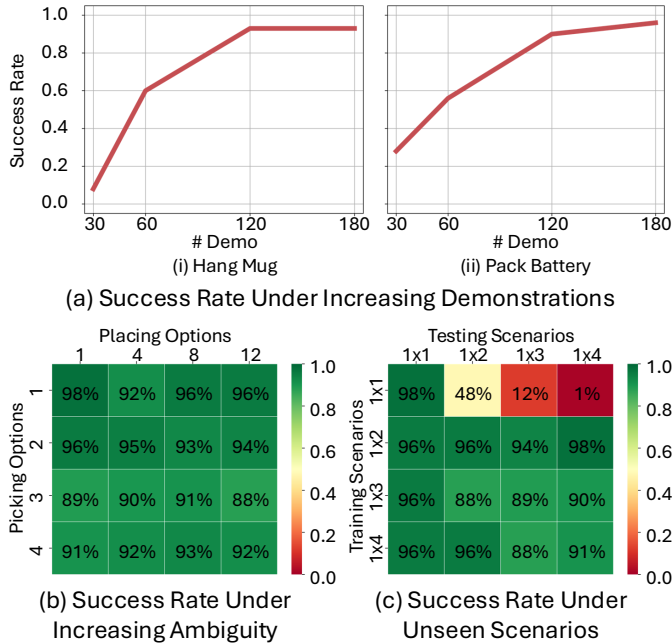 1.0
0.8
0.6
0.4
0.2
0.0
Success Rate
30 60 120 180
# Demo
(i) Hang Mug
30 60 120 180
# Demo
(ii) Pack Battery
(a) Success Rate Under Increasing Demonstrations
Placing Options
1 4 8 12
Picking Options
1 98% 92% 96% 96%
2 96% 95% 93% 94%
3 89% 90% 91% 88%
4 91% 92% 93% 92%
1.0
0.8
0.6
0.4
0.2
0.0
(b) Success Rate Under
Increasing Ambiguity
Testing Scenarios
1x1 1x2 1x3 1x4
Training Scenarios
1x1 98% 48% 12% 1%
1x2 96% 96% 94% 98%
1x3 96% 88% 89% 90%
1x4 96% 96% 88% 91%
1.0
0.8
0.6
0.4
0.2
0.0
(c) Success Rate Under
Unseen Scenarios